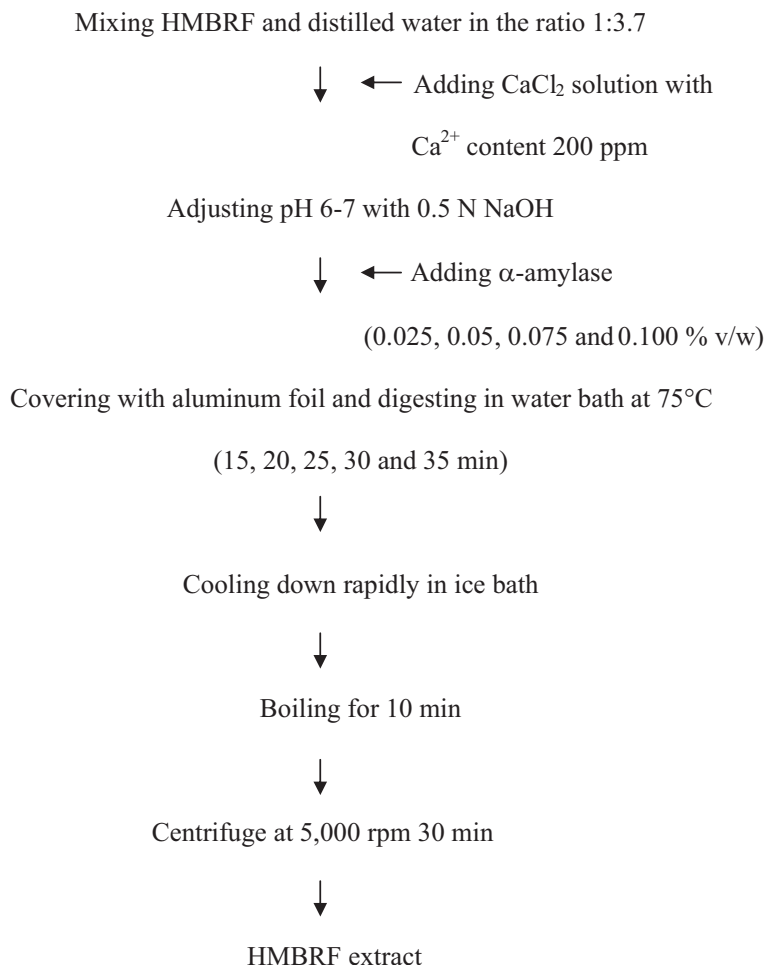 Mixing HMBRF and distilled water in the ratio 1:3.7
↓ ← Adding CaCl₂ solution with
Ca²⁺ content 200 ppm
Adjusting pH 6-7 with 0.5 N NaOH
↓ ← Adding α-amylase
(0.025, 0.05, 0.075 and 0.100 % v/w)
Covering with aluminum foil and digesting in water bath at 75°C
(15, 20, 25, 30 and 35 min)
↓
Cooling down rapidly in ice bath
↓
Boiling for 10 min
↓
Centrifuge at 5,000 rpm 30 min
↓
HMBRF extract